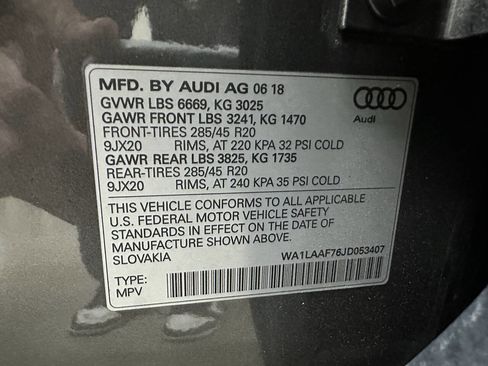 MFD. BY AUDI AG 06 18
GVWR LBS 6669, KG 3025
GAWR FRONT LBS 3241, KG 1470
FRONT-TIRES 285/45 R20
9JX20 RIMS, AT 220 KPA 32 PSI COLD
GAWR REAR LBS 3825, KG 1735
REAR-TIRES 285/45 R20
9JX20 RIMS, AT 240 KPA 35 PSI COLD
Audi
THIS VEHICLE CONFORMS TO ALL APPLICABLE
U.S. FEDERAL MOTOR VEHICLE SAFETY
STANDARDS IN EFFECT ON THE DATE OF
MANUFACTURE SHOWN ABOVE.
SLOVAKIA
WA1LAAF76JD053407
TYPE:
MPV